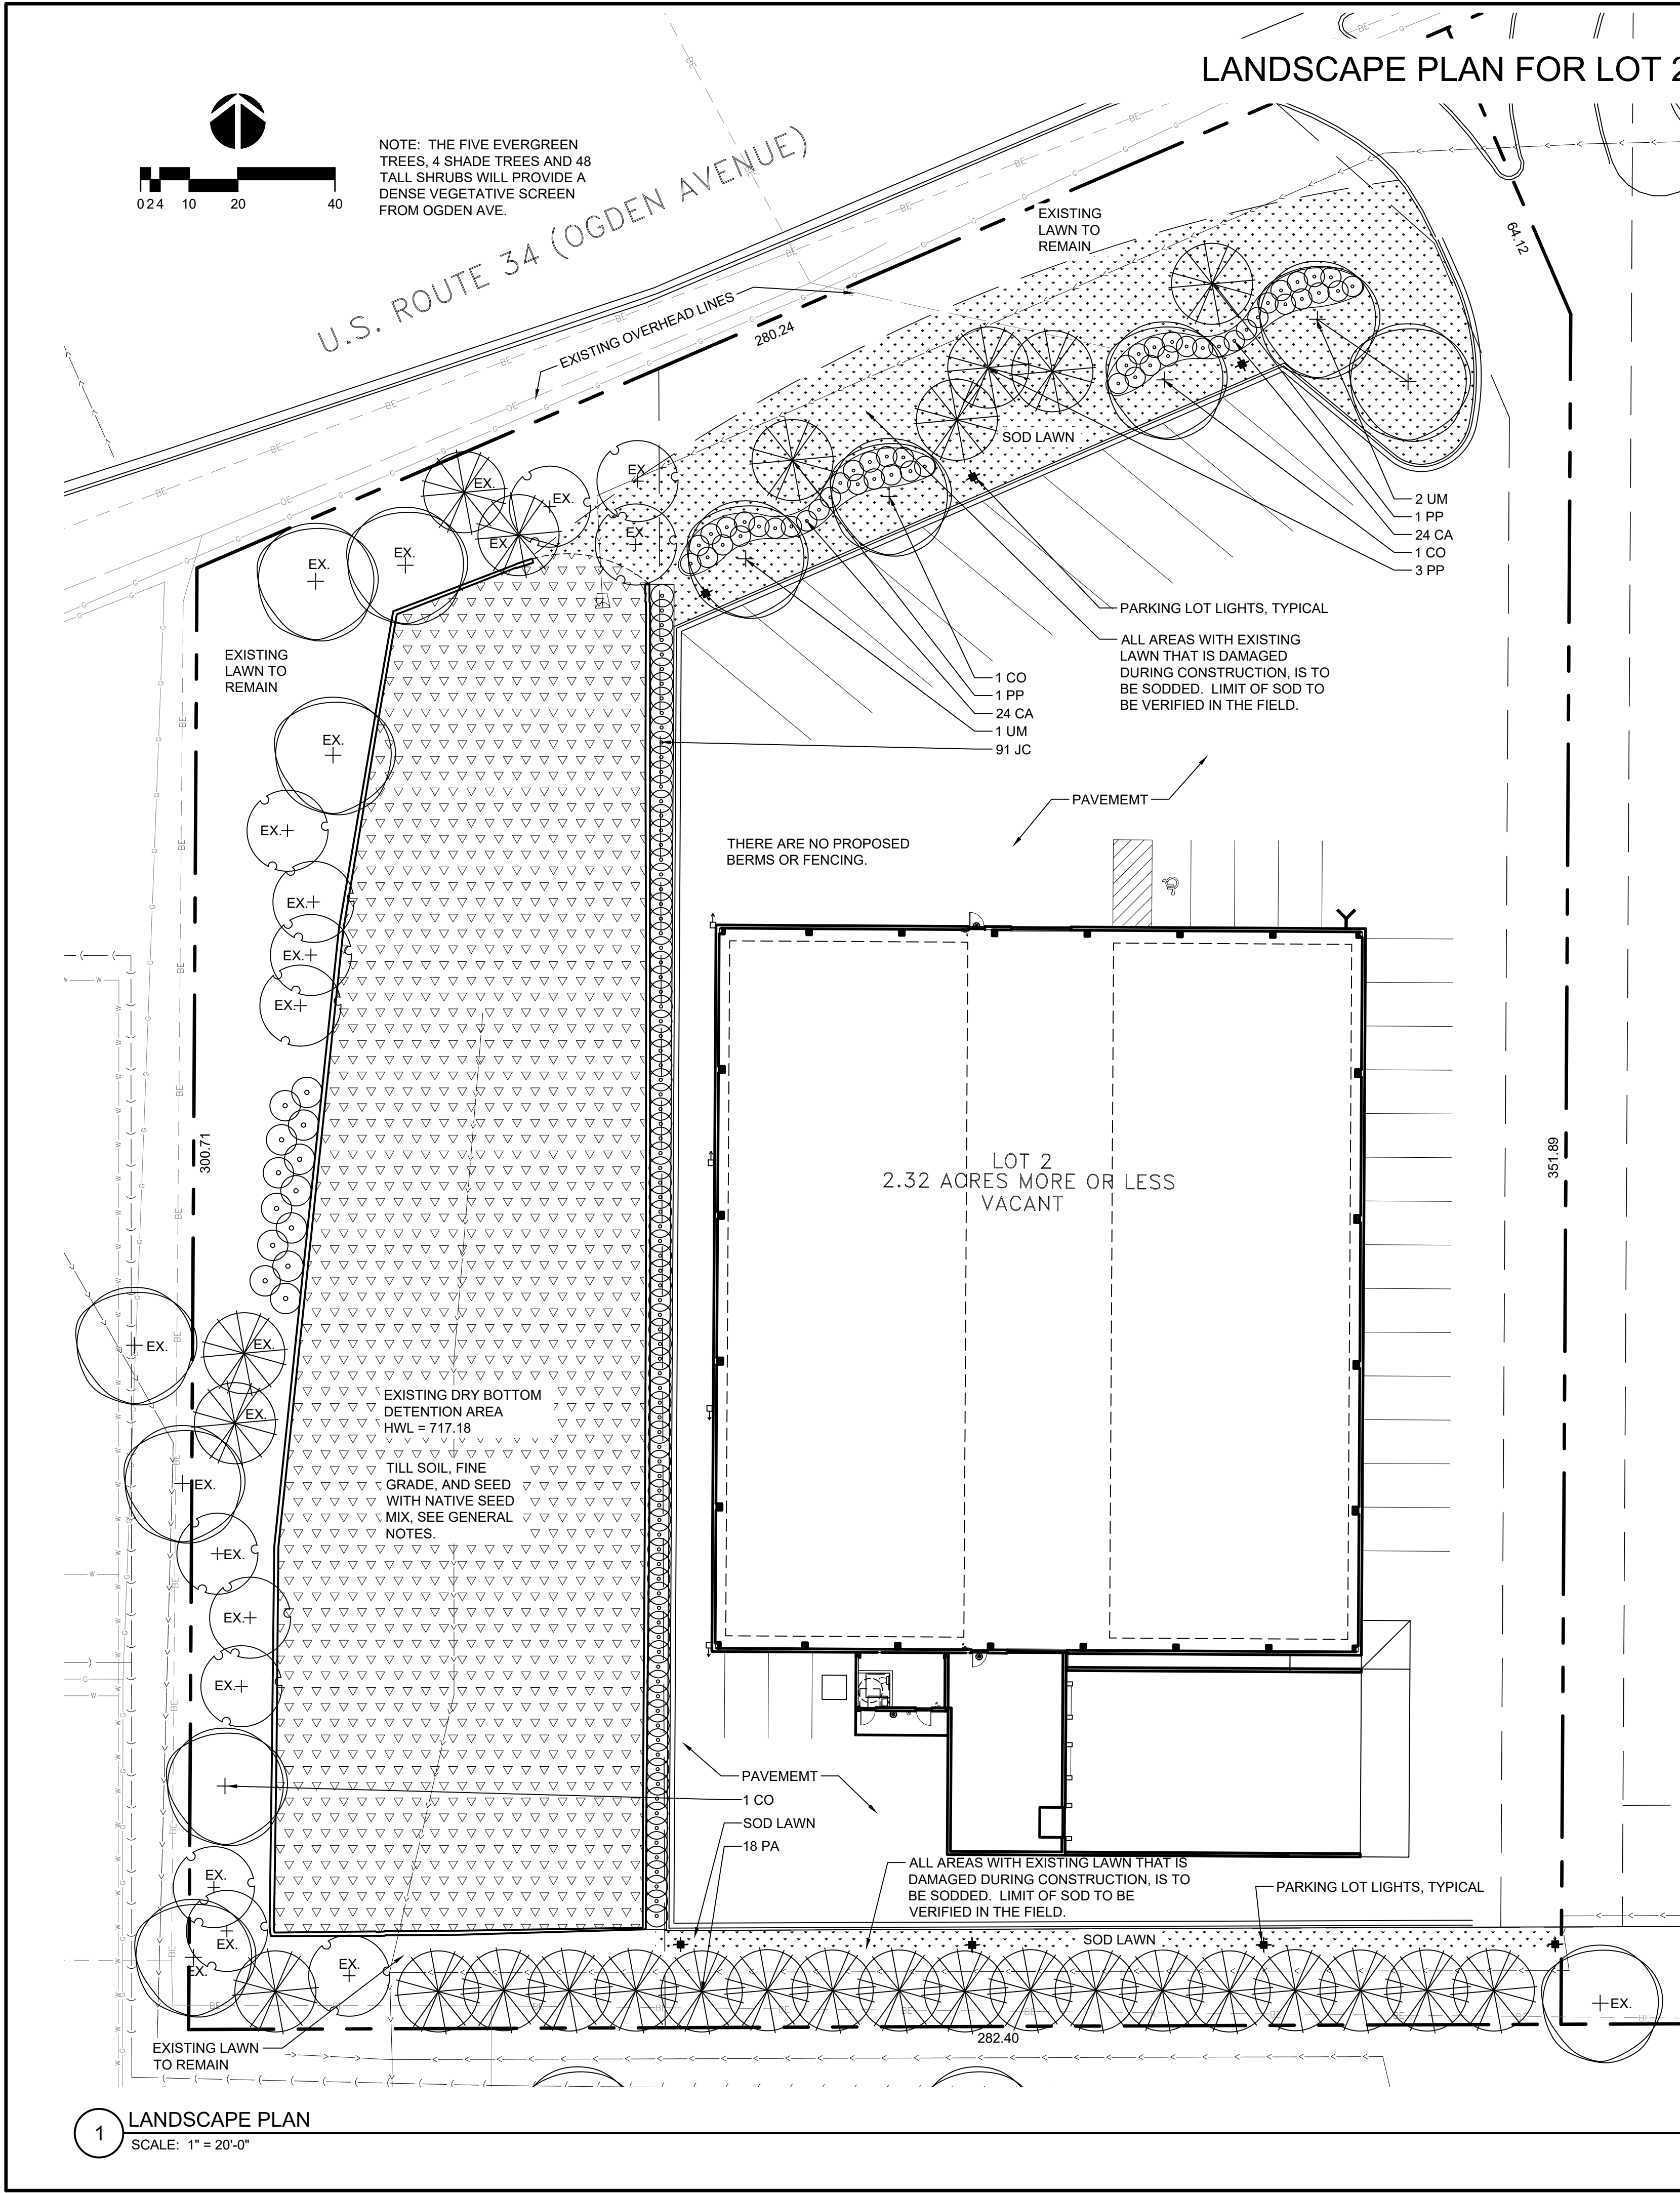 LANDSCAPE PLAN FOR LOT 2
NOTE: THE FIVE EVERGREEN
TREES, 4 SHADE TREES AND 48
TALL SHRUBS WILL PROVIDE A
DENSE VEGETATIVE SCREEN
FROM OGDEN AVE.
0 2 4 10 20 40
U.S. ROUTE 34 (OGDEN AVENUE)
EXISTING OVERHEAD LINES
280.24
EXISTING
LAWN TO
REMAIN
64.12
SOD LAWN
2 UM
1 PP
24 CA
1 CO
3 PP
EX.
EX.
EX.
EX.
EX.
EX.
EX.
PARKING LOT LIGHTS, TYPICAL
ALL AREAS WITH EXISTING
LAWN THAT IS DAMAGED
DURING CONSTRUCTION, IS TO
BE SODDED. LIMIT OF SOD TO
BE VERIFIED IN THE FIELD.
EXISTING
LAWN TO
REMAIN
1 CO
1 PP
24 CA
1 UM
91 JC
EX.
EX.
EX.
EX.
EX.
PAVEMEMT
THERE ARE NO PROPOSED
BERMS OR FENCING.
300.71
351.89
LOT 2
2.32 ACRES MORE OR LESS
VACANT
EX.
EX.
EX.
EX.
EX.
EX.
EX.
EXISTING DRY BOTTOM
DETENTION AREA
HWL = 717.18
TILL SOIL, FINE
GRADE, AND SEED
WITH NATIVE SEED
MIX, SEE GENERAL
NOTES.
PAVEMEMT
1 CO
SOD LAWN
18 PA
ALL AREAS WITH EXISTING LAWN THAT IS
DAMAGED DURING CONSTRUCTION, IS TO
BE SODDED. LIMIT OF SOD TO BE
VERIFIED IN THE FIELD.
PARKING LOT LIGHTS, TYPICAL
SOD LAWN
EX.
EX.
EX.
EX.
EX.
282.40
EXISTING LAWN
TO REMAIN
1
LANDSCAPE PLAN
SCALE: 1" = 20'-0"